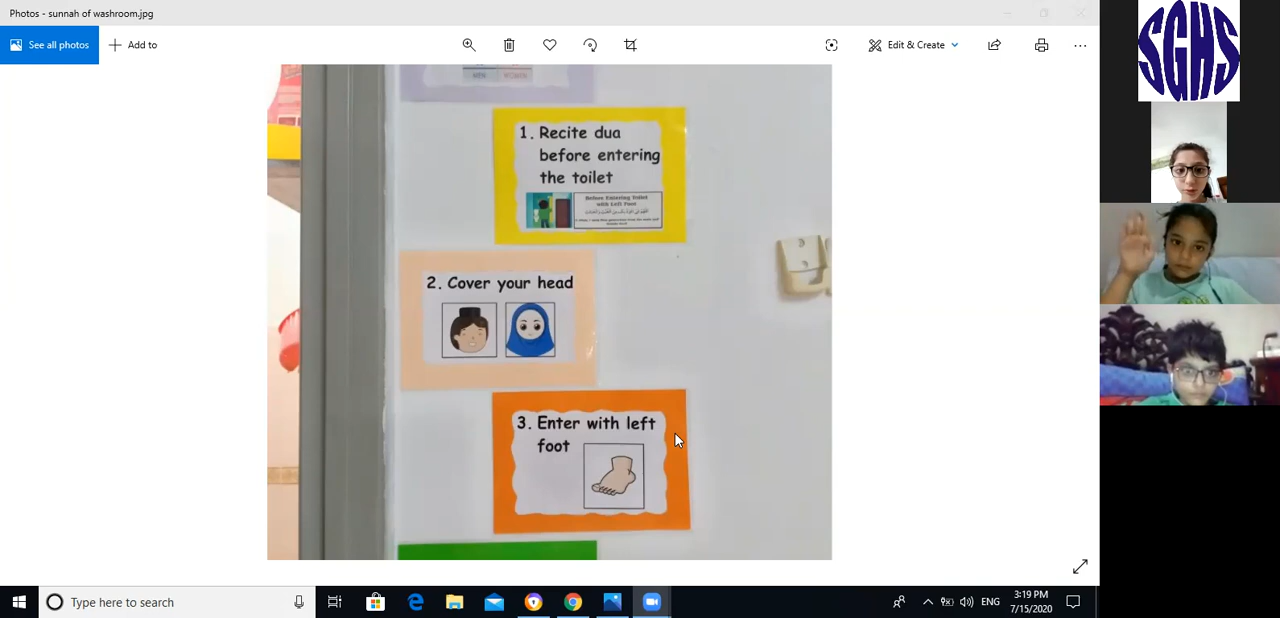 Photos - sunnah of washroom.jpg
See all photos
Add to
Edit & Create
SGHS
MEN WOMEN
1. Recite dua
before entering
the toilet
Before Entering Toilet
with Left Foot
2. Cover your head
3. Enter with left
foot
Type here to search
ENG
3:19 PM
7/15/2020